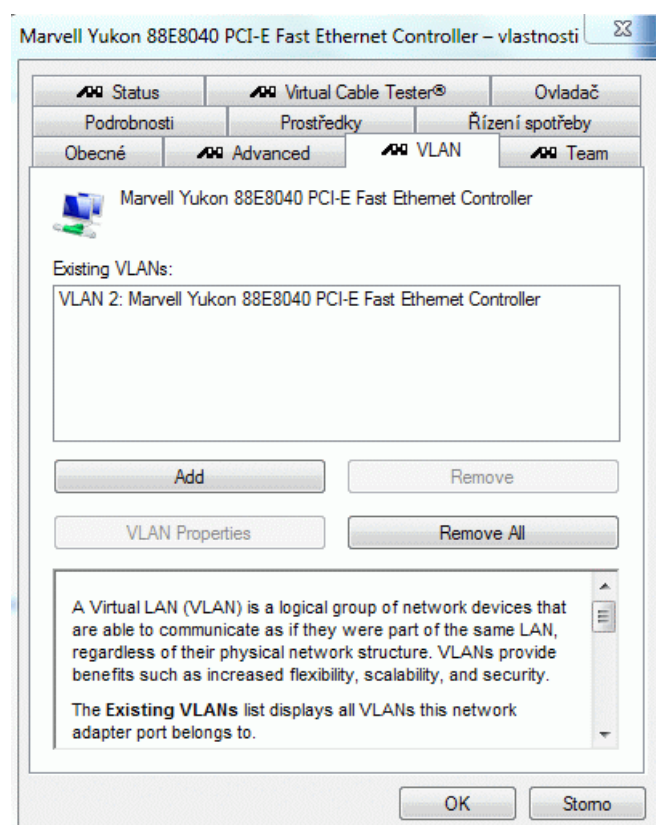 Marvell Yukon 88E8040 PCI-E Fast Ethernet Controller – vlastnosti
Status Virtual Cable Tester® Ovladač
Podrobnosti Prostředky Řízení spotřeby
Obecné Advanced VLAN Team
Marvell Yukon 88E8040 PCI-E Fast Ethernet Controller
Existing VLANs:
VLAN 2: Marvell Yukon 88E8040 PCI-E Fast Ethernet Controller
Add Remove
VLAN Properties Remove All
A Virtual LAN (VLAN) is a logical group of network devices that
are able to communicate as if they were part of the same LAN,
regardless of their physical network structure. VLANs provide
benefits such as increased flexibility, scalability, and security.
The Existing VLANs list displays all VLANs this network
adapter port belongs to.
OK Storno